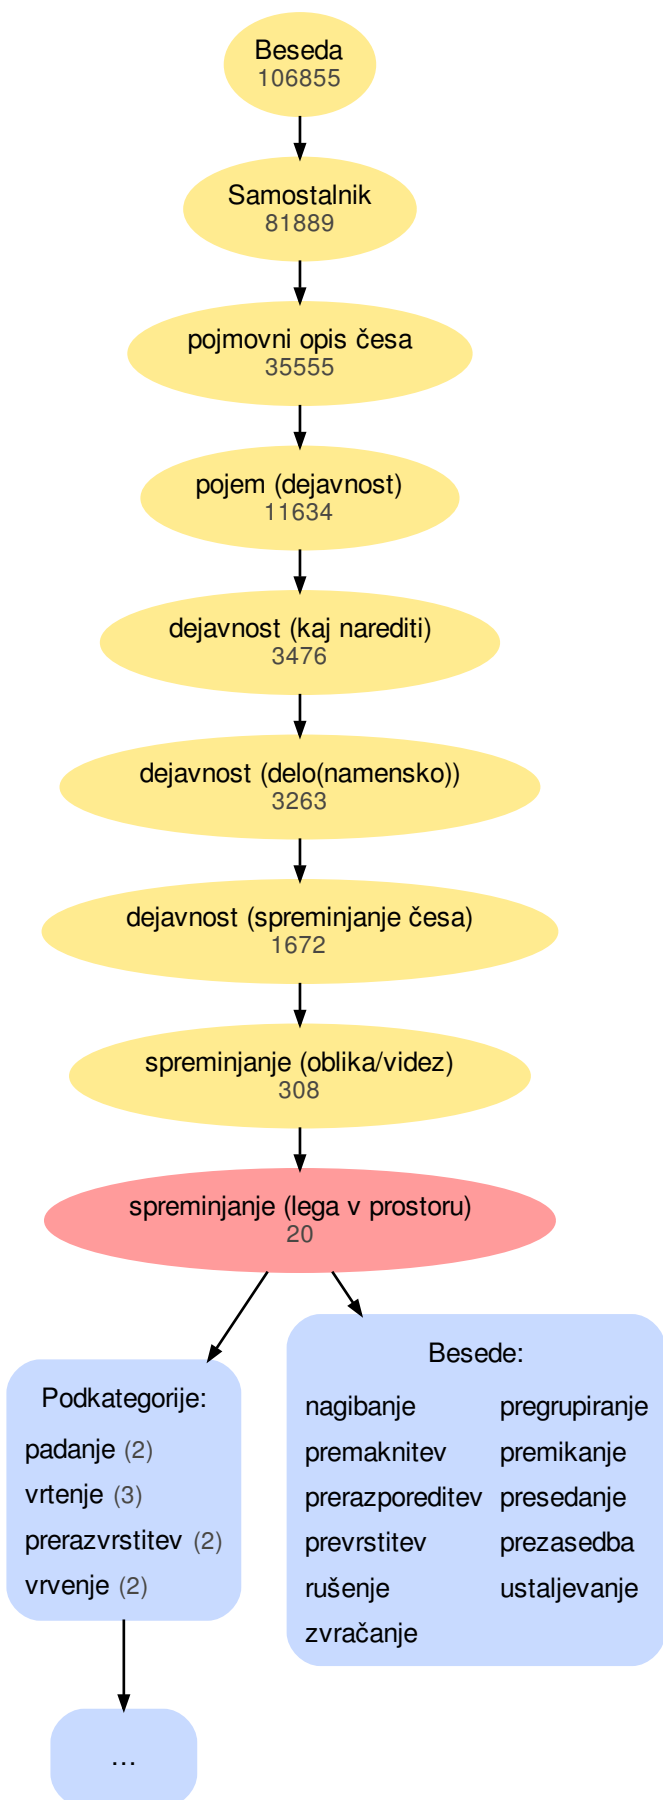 Beseda
106855
Samostalnik
81889
pojmovni opis česa
35555
pojem (dejavnost)
11634
dejavnost (kaj narediti)
3476
dejavnost (delo(namensko))
3263
dejavnost (spreminjanje česa)
1672
spreminjanje (oblika/videz)
308
spreminjanje (lega v prostoru)
20
Podkategorije:
padanje (2)
vrtenje (3)
prerazvrstitev (2)
vrvenje (2)
...
Besede:
nagibanje pregrupiranje
premaknitev premikanje
prerazporeditev presedanje
prevrstitev prezasedba
rušenje ustaljevanje
zvračanje